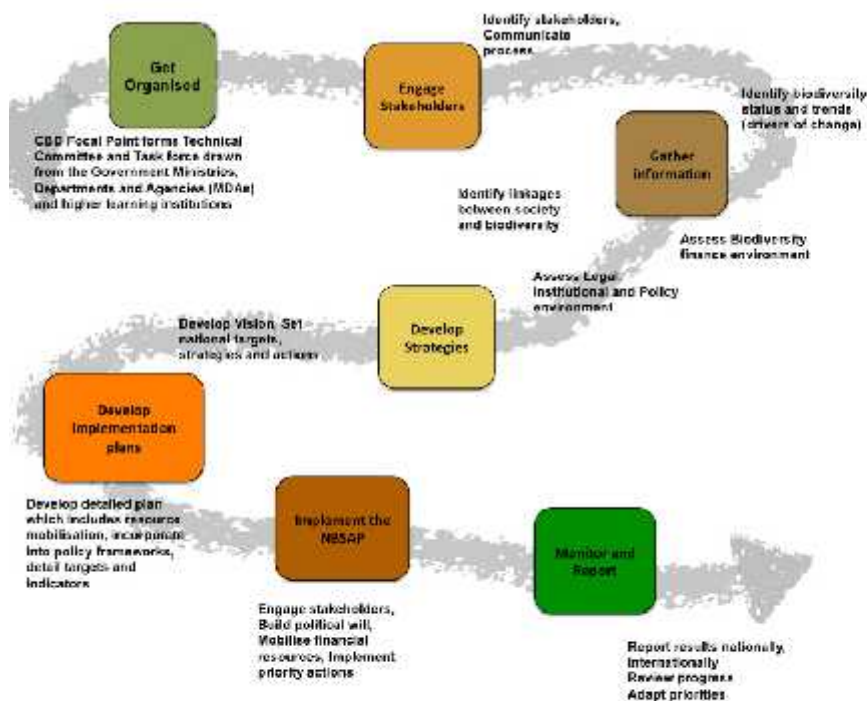 Get
Organised
CBD Focal Point forms Technical
Committee and Task force drawn
from the Government Ministries,
Departments and Agencies (MDAs)
and higher learning institutions
Engage
Stakeholders
Identify stakeholders,
Communicate
process
Identify biodiversity
status and trends
(drivers of change)
Gather
information
Identify linkages
between society
and biodiversity
Assess Biodiversity
finance environment
Assess Legal
Institutional and Policy
environment
Develop
Strategies
Develop Vision, Set
national targets,
strategies and actions
Develop
Implementation
plans
Develop detailed plan
which includes resource
mobilisation, incorporate
into policy frameworks,
detail targets and
indicators
Implement the
NBSAP
Engage stakeholders,
Build political will,
Mobilise financial
resources, Implement
priority actions
Monitor and
Report
Report results nationally,
Internationally
Review progress
Adapt priorities